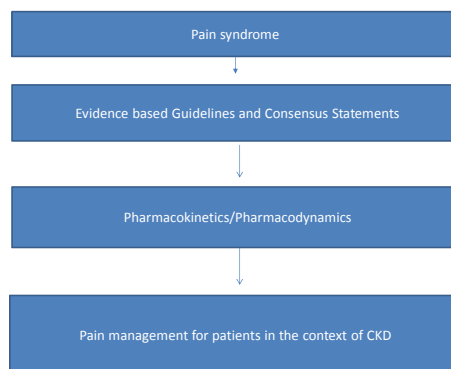 Pain syndrome
Evidence based Guidelines and Consensus Statements
Pharmacokinetics/Pharmacodynamics
Pain management for patients in the context of CKD